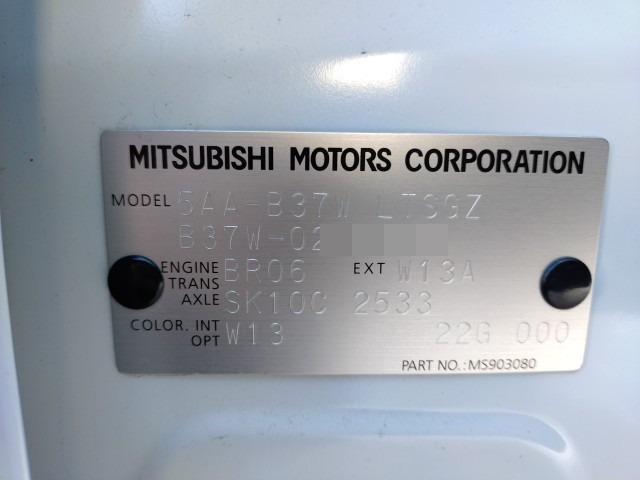 MITSUBISHI MOTORS CORPORATION
MODEL 5AA-B37W LTSGZ
B37W-02
ENGINE BR06 EXT W13A
TRANS AXLE SK10C 2533
COLOR. INT OPT W13 22G 000
PART NO.: MS903080